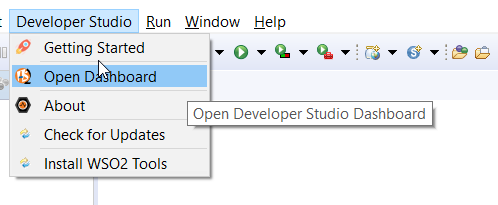 Developer Studio Run Window Help
Getting Started
Open Dashboard
About
Open Developer Studio Dashboard
Check for Updates
Install WSO2 Tools